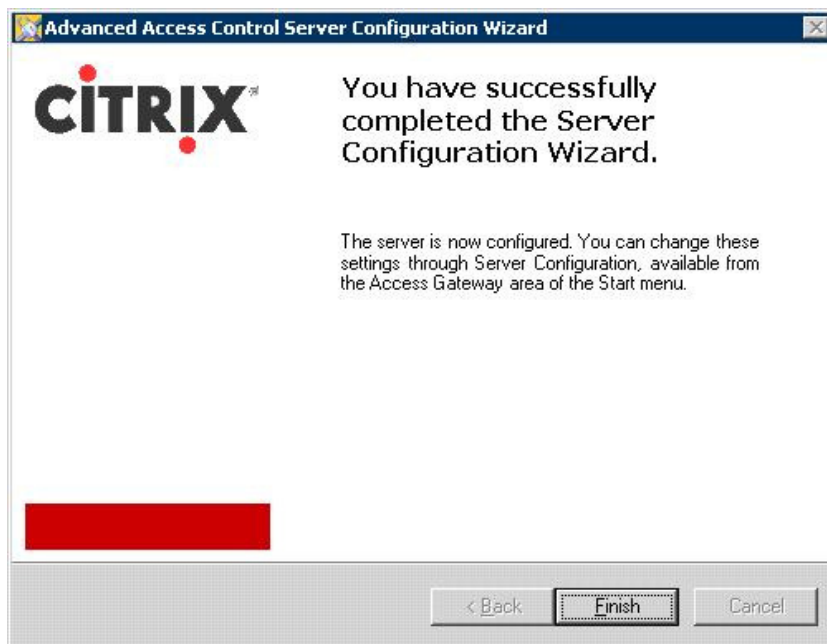 Advanced Access Control Server Configuration Wizard
CiTRIX
You have successfully
completed the Server
Configuration Wizard.
The server is now configured. You can change these
settings through Server Configuration, available from
the Access Gateway area of the Start menu.
< Back
Finish
Cancel